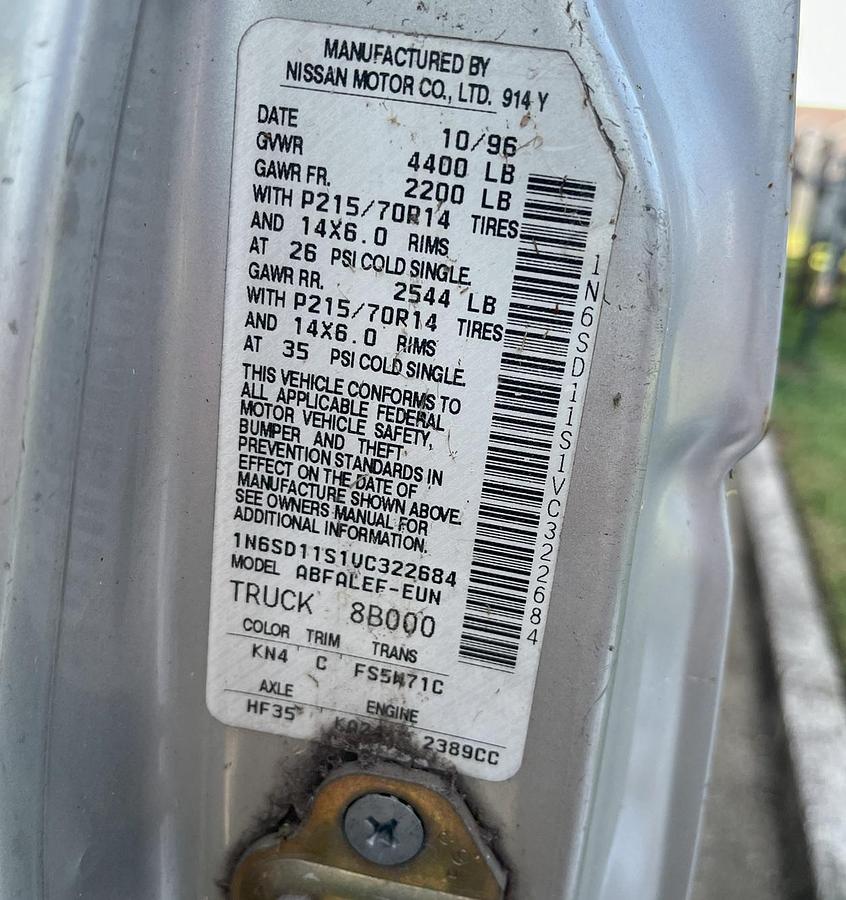 MANUFACTURED BY
NISSAN MOTOR CO., LTD. 914 Y
DATE 10/96
GVWR 4400 LB
GAWR FR. 2200 LB
WITH P215/70R14 TIRES
AND 14X6.0 RIMS
AT 26 PSI COLD SINGLE.
GAWR RR. 2544 LB
WITH P215/70R14 TIRES
AND 14X6.0 RIMS
AT 35 PSI COLD SINGLE.
THIS VEHICLE CONFORMS TO
ALL APPLICABLE FEDERAL
MOTOR VEHICLE SAFETY,
BUMPER AND THEFT
PREVENTION STANDARDS IN
EFFECT ON THE DATE OF
MANUFACTURE SHOWN ABOVE.
SEE OWNERS MANUAL FOR
ADDITIONAL INFORMATION.
1N6SD11S1VC322684
MODEL ABFALEF-EUN
TRUCK 8B000
COLOR TRIM TRANS
KN4 C FS5W71C
AXLE ENGINE
HF35 2389CC
1N6SD11S1VC322684